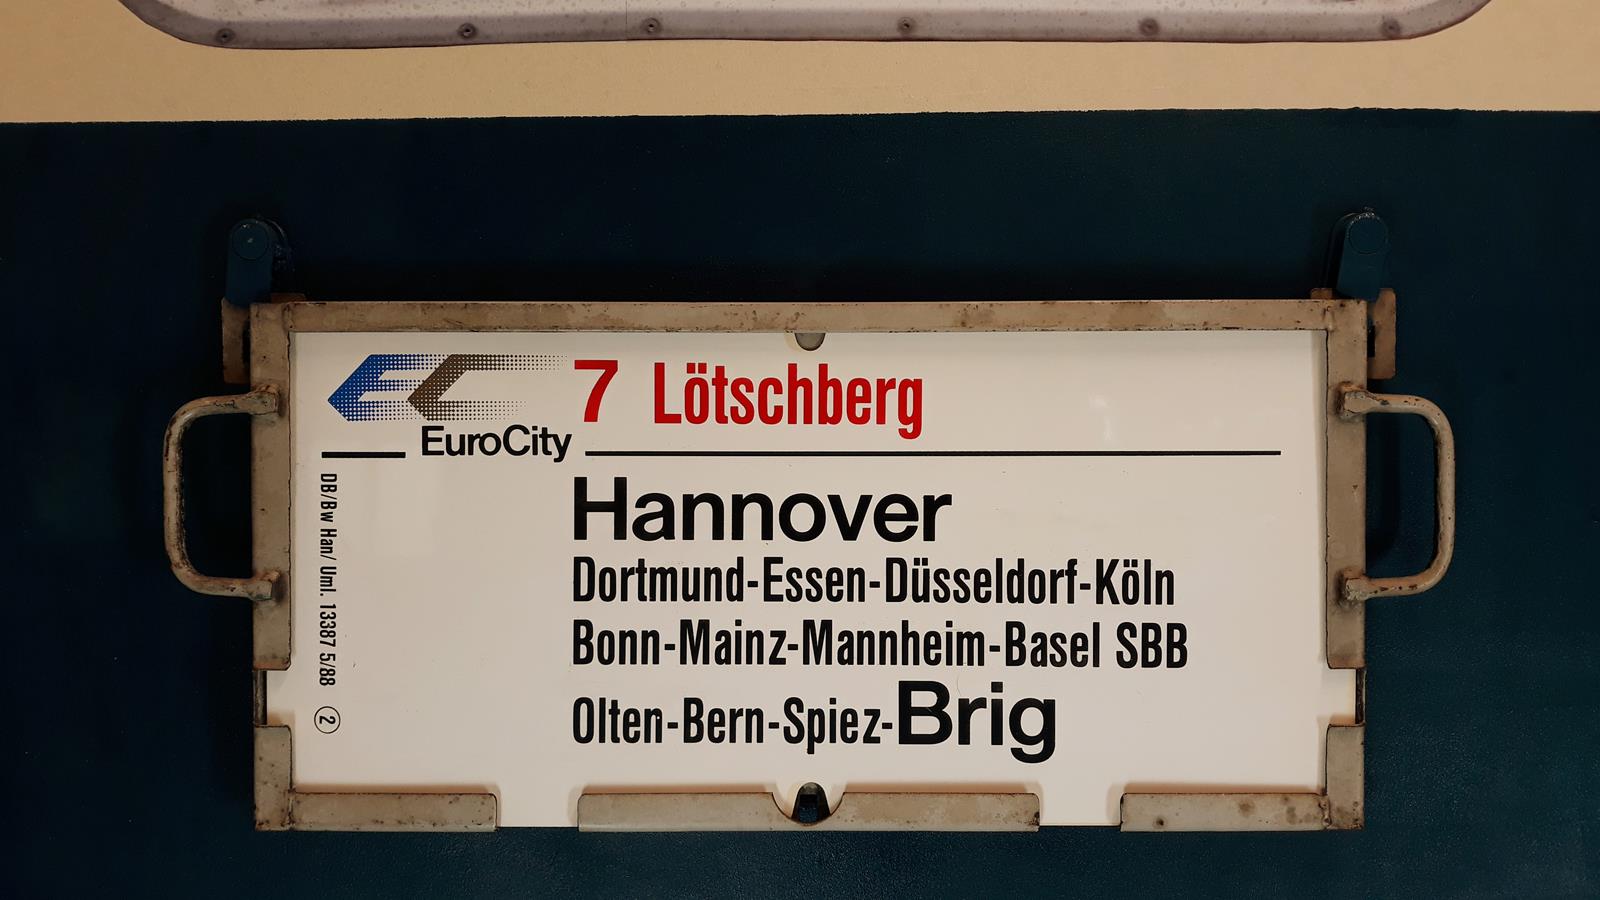 EC 7 Lötschberg
EuroCity
Hannover
Dortmund-Essen-Düsseldorf-Köln
Bonn-Mainz-Mannheim-Basel SBB
Olten-Bern-Spiez-Brig
DB/Bw Han/ Uml. 13387 5/88 2